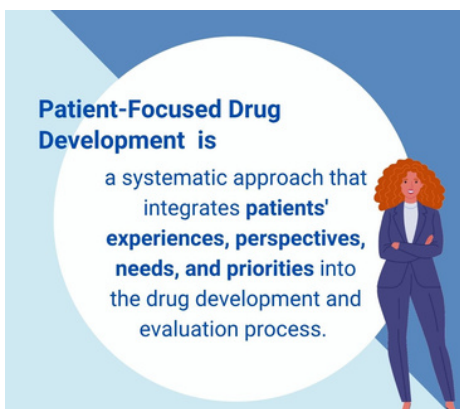 Patient-Focused Drug
Development is
a systematic approach that
integrates patients'
experiences, perspectives,
needs, and priorities into
the drug development and
evaluation process.